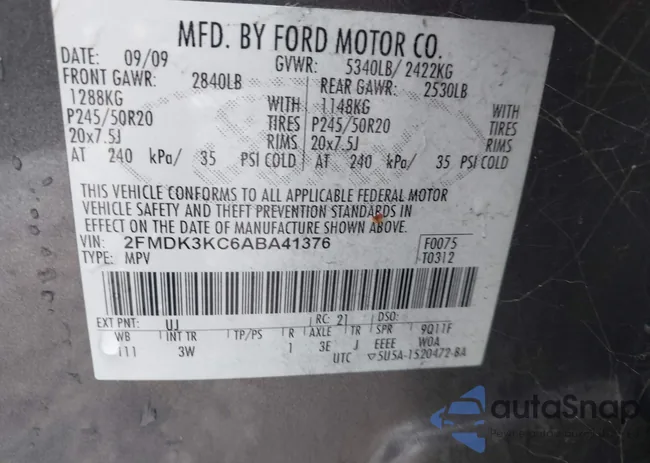 MFD. BY FORD MOTOR CO.
DATE: 09/09 GVWR: 5340LB/ 2422KG
FRONT GAWR: 2840LB REAR GAWR: 2530LB
1288KG WITH 1148KG WITH
P245/50R20 TIRES P245/50R20 TIRES
20x7.5J RIMS 20x7.5J RIMS
AT 240 kPa/ 35 PSI COLD AT 240 kPa/ 35 PSI COLD
THIS VEHICLE CONFORMS TO ALL APPLICABLE FEDERAL MOTOR
VEHICLE SAFETY AND THEFT PREVENTION STANDARDS IN
EFFECT ON THE DATE OF MANUFACTURE SHOWN ABOVE.
VIN: 2FMDK3KC6ABA41376 F0075
TYPE: MPV T0312
EXT PNT: UJ RC: 21 DSO:
WB INT TR TP/PS R AXLE TR SPR 9Q11F
111 3W 1 3E J EEEE WOA
UTC ▽5U5A-1520472-BA
autoSnap